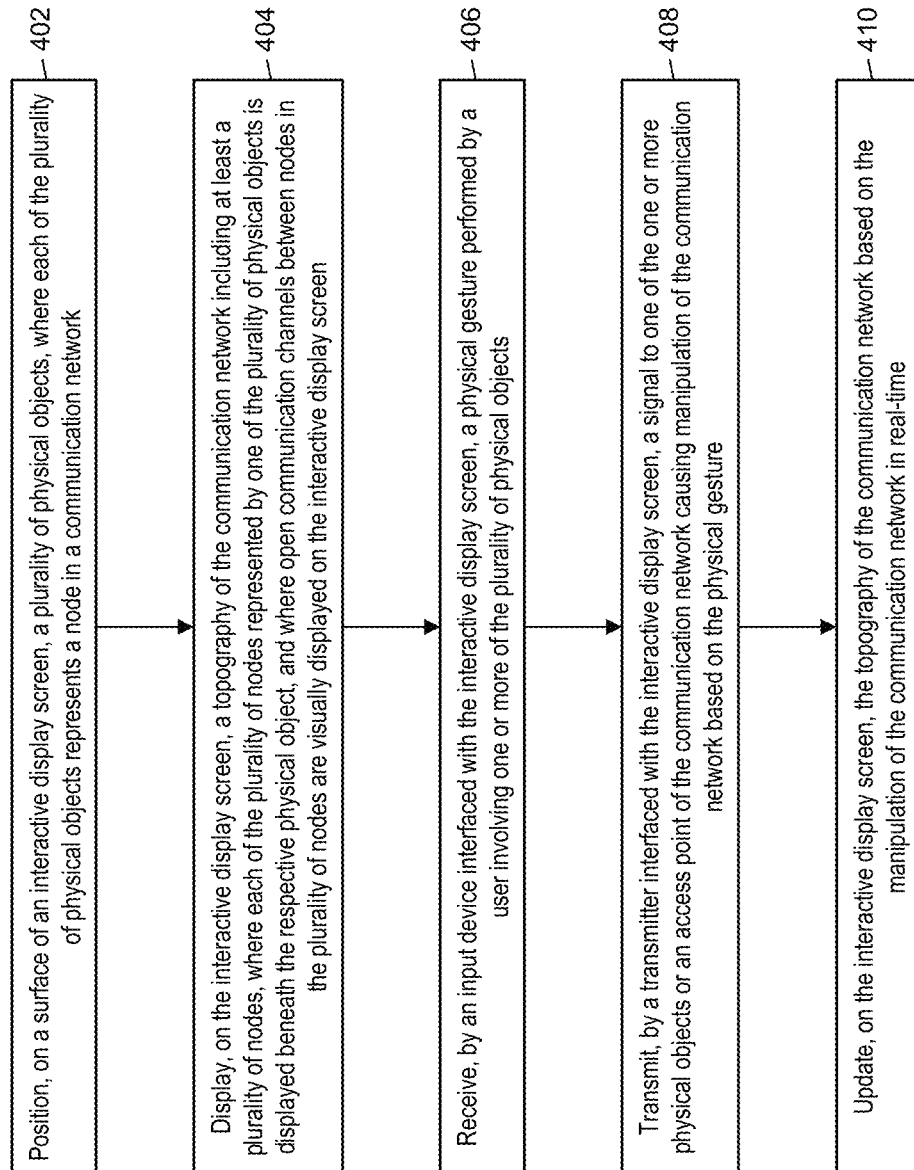 Position, on a surface of an interactive display screen, a plurality of physical objects, where each of the plurality
of physical objects represents a node in a communication network
402
Display, on the interactive display screen, a topography of the communication network including at least a
plurality of nodes, where each of the plurality of nodes represented by one of the plurality of physical objects is
displayed beneath the respective physical object, and where open communication channels between nodes in
the plurality of nodes are visually displayed on the interactive display screen
404
Receive, by an input device interfaced with the interactive display screen, a physical gesture performed by a
user involving one or more of the plurality of physical objects
406
Transmit, by a transmitter interfaced with the interactive display screen, a signal to one of the one or more
physical objects or an access point of the communication network causing manipulation of the communication
network based on the physical gesture
408
Update, on the interactive display screen, the topography of the communication network based on the
manipulation of the communication network in real-time
410